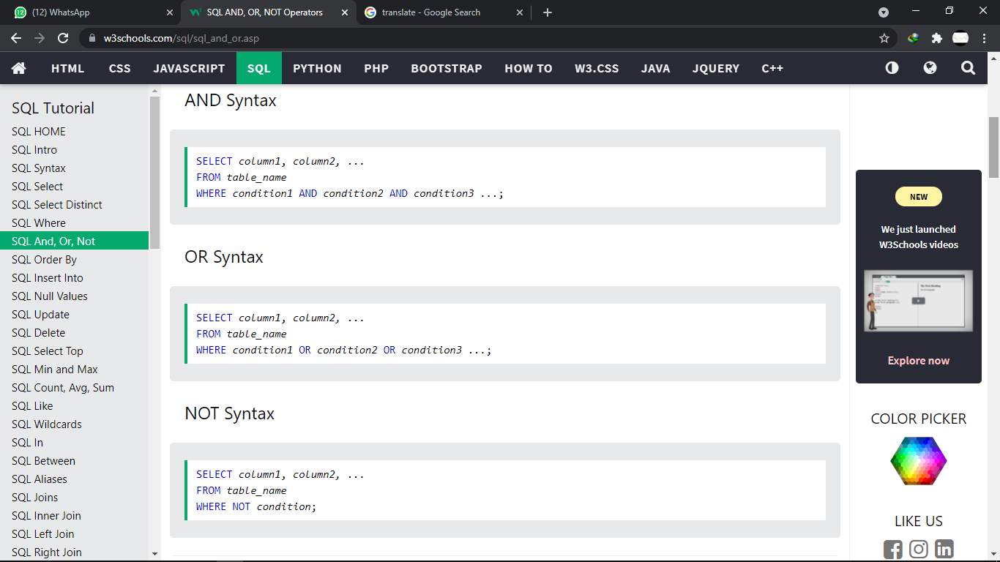 (12) WhatsApp
SQL AND, OR, NOT Operators
translate - Google Search
w3schools.com/sql/sql_and_or.asp
HTML CSS JAVASCRIPT SQL PYTHON PHP BOOTSTRAP HOW TO W3.CSS JAVA JQUERY C++
SQL Tutorial
SQL HOME
SQL Intro
SQL Syntax
SQL Select
SQL Select Distinct
SQL Where
SQL And, Or, Not
SQL Order By
SQL Insert Into
SQL Null Values
SQL Update
SQL Delete
SQL Select Top
SQL Min and Max
SQL Count, Avg, Sum
SQL Like
SQL Wildcards
SQL In
SQL Between
SQL Aliases
SQL Joins
SQL Inner Join
SQL Left Join
SQL Right Join
AND Syntax
SELECT column1, column2, ...
FROM table_name
WHERE condition1 AND condition2 AND condition3 ...;
OR Syntax
SELECT column1, column2, ...
FROM table_name
WHERE condition1 OR condition2 OR condition3 ...;
NOT Syntax
SELECT column1, column2, ...
FROM table_name
WHERE NOT condition;
NEW
We just launched
W3Schools videos
Explore now
COLOR PICKER
LIKE US